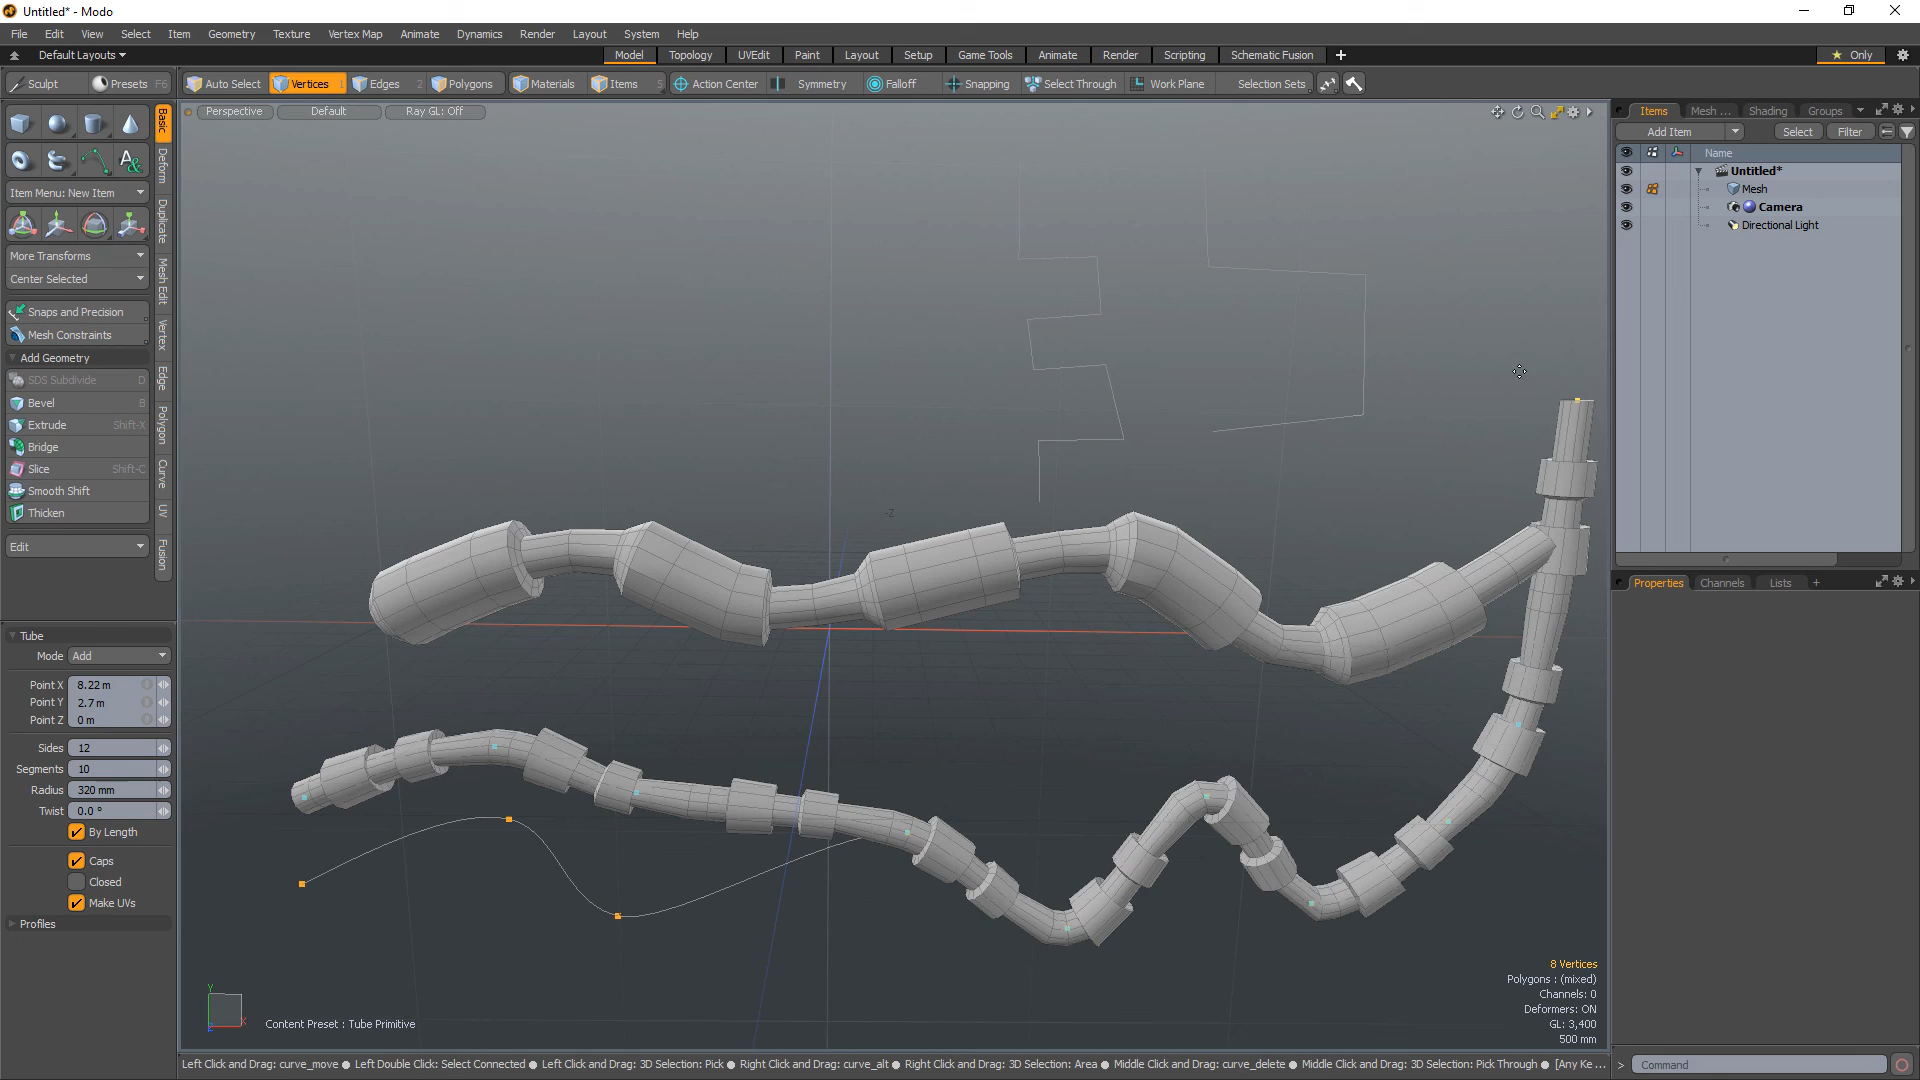 Untitled* - Modo
File Edit View Select Item Geometry Texture Vertex Map Animate Dynamics Render Layout System Help
Default Layouts Model Topology UVEdit Paint Layout Setup Game Tools Animate Render Scripting Schematic Fusion Only
Sculpt Presets F6 Auto Select Vertices 1 Edges 2 Polygons Materials Items 5 Action Center Symmetry Falloff Snapping Select Through Work Plane Selection Sets
Perspective Default Ray GL: Off
Basic
Deform
Duplicate
Mesh Edit
Vertex
Edge
Polygon
Curve
UV
Fusion
Item Menu: New Item
More Transforms
Center Selected
Snaps and Precision
Mesh Constraints
Add Geometry
SDS Subdivide D
Bevel B
Extrude Shift-X
Bridge
Slice Shift-C
Smooth Shift
Thicken
Edit
Tube
Mode Add
Point X 8.22 m
Point Y 2.7 m
Point Z 0 m
Sides 12
Segments 10
Radius 320 mm
Twist 0.0 °
By Length
Caps
Closed
Make UVs
Profiles
-Z
Y
X
Content Preset : Tube Primitive
8 Vertices
Polygons : (mixed)
Channels: 0
Deformers: ON
GL: 3,400
500 mm
Items Mesh ... Shading Groups
Add Item Select Filter
Name
Untitled*
Mesh
Camera
Directional Light
Properties Channels Lists +
Left Click and Drag: curve_move ● Left Double Click: Select Connected ● Left Click and Drag: 3D Selection: Pick ● Right Click and Drag: curve_alt ● Right Click and Drag: 3D Selection: Area ● Middle Click and Drag: curve_delete ● Middle Click and Drag: 3D Selection: Pick Through ● [Any Ke ...
> Command